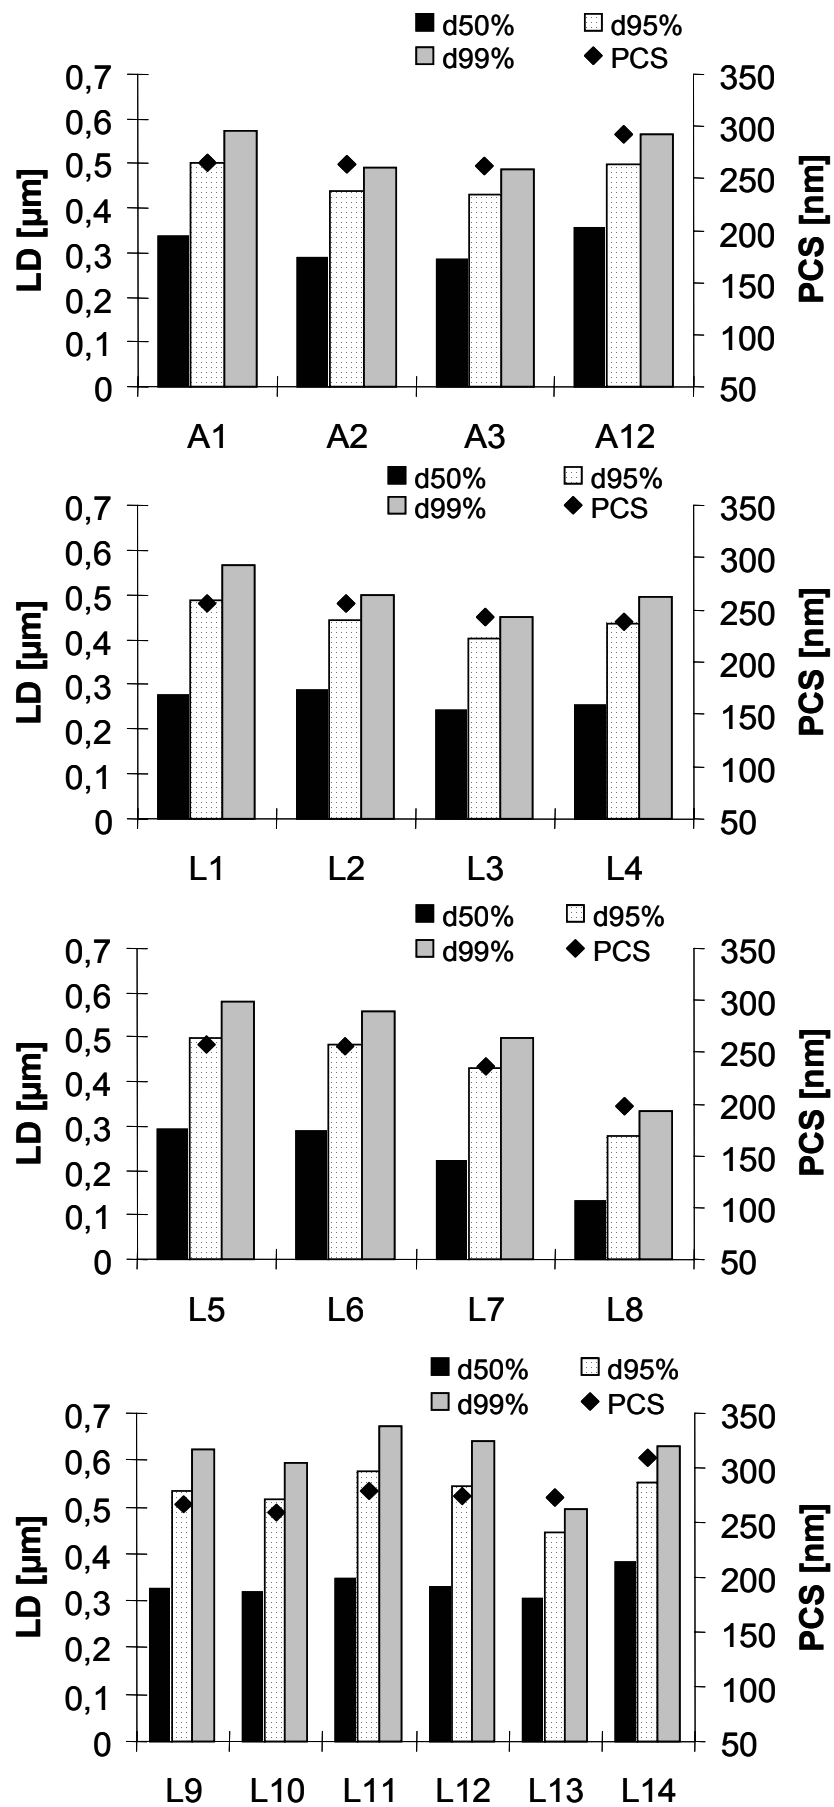 d50% d95%
d99% PCS
0,7 350
0,6 300
0,5 250
0,4 200
0,3 150
0,2 100
0,1 50
0
LD [µm]
PCS [nm]
A1 A2 A3 A12
d50% d95%
d99% PCS
0,7 350
0,6 300
0,5 250
0,4 200
0,3 150
0,2 100
0,1 50
0
LD [µm]
PCS [nm]
L1 L2 L3 L4
d50% d95%
d99% PCS
0,7 350
0,6 300
0,5 250
0,4 200
0,3 150
0,2 100
0,1 50
0
LD [µm]
PCS [nm]
L5 L6 L7 L8
d50% d95%
d99% PCS
0,7 350
0,6 300
0,5 250
0,4 200
0,3 150
0,2 100
0,1 50
0
LD [µm]
PCS [nm]
L9 L10 L11 L12 L13 L14